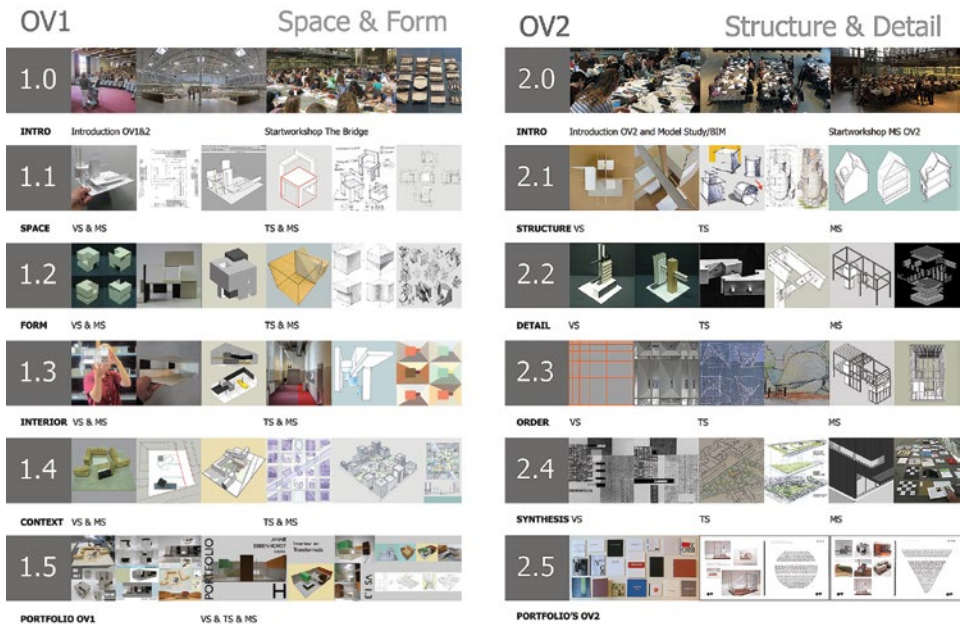 OV1 Space & Form
1.0
INTRO Introduction OV1&2 Startworkshop The Bridge
1.1
SPACE VS & MS TS & MS
1.2
FORM VS & MS TS & MS
1.3
INTERIOR VS & MS TS & MS
1.4
CONTEXT VS & MS TS & MS
1.5
PORTFOLIO
ANNE
H
PORTFOLIO OV1 VS & TS & MS
OV2 Structure & Detail
2.0
INTRO Introduction OV2 and Model Study/BIM Startworkshop MS OV2
2.1
STRUCTURE VS TS MS
2.2
DETAIL VS TS MS
2.3
ORDER VS TS MS
2.4
SYNTHESIS VS TS MS
2.5
PORTFOLIO'S OV2